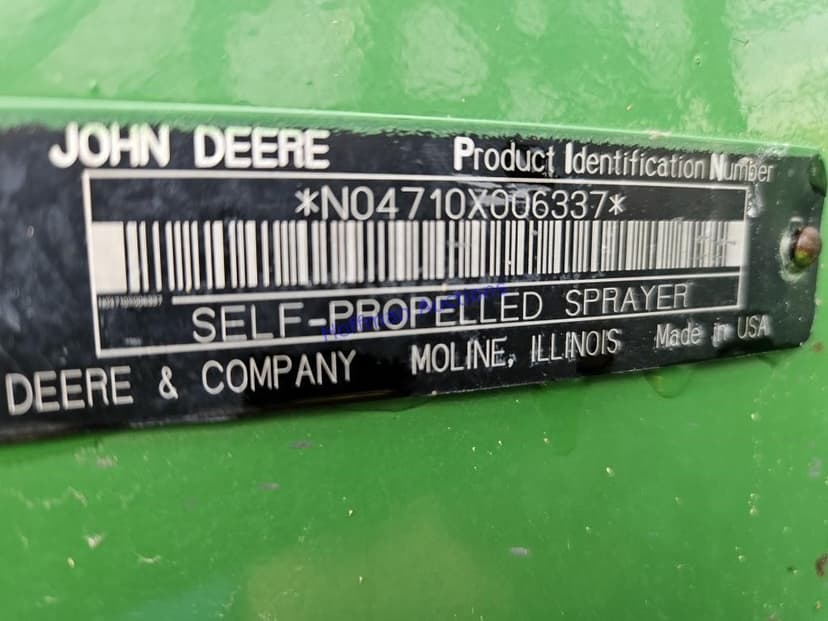 JOHN DEERE Product Identification Number
*N04710X006337*
SELF-PROPELLED SPRAYER
DEERE & COMPANY MOLINE, ILLINOIS Made in USA